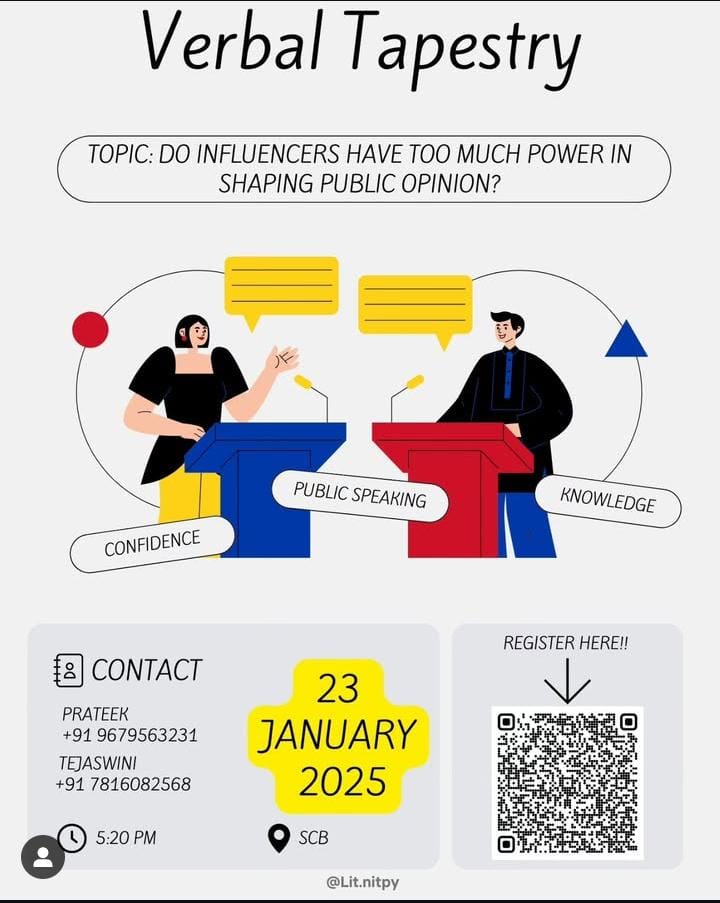 Verbal Tapestry
TOPIC: DO INFLUENCERS HAVE TOO MUCH POWER IN
SHAPING PUBLIC OPINION?
PUBLIC SPEAKING
KNOWLEDGE
CONFIDENCE
CONTACT
PRATEEK
+91 9679563231
TEJASWINI
+91 7816082568
23
JANUARY
2025
5:20 PM
SCB
REGISTER HERE!!
@Lit.nitpy